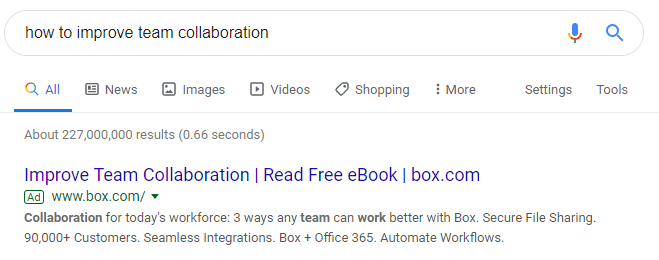 how to improve team collaboration
All News Images Videos Shopping More Settings Tools
About 227,000,000 results (0.66 seconds)
Improve Team Collaboration | Read Free eBook | box.com
Ad www.box.com/
Collaboration for today's workforce: 3 ways any team can work better with Box. Secure File Sharing.
90,000+ Customers. Seamless Integrations. Box + Office 365. Automate Workflows.